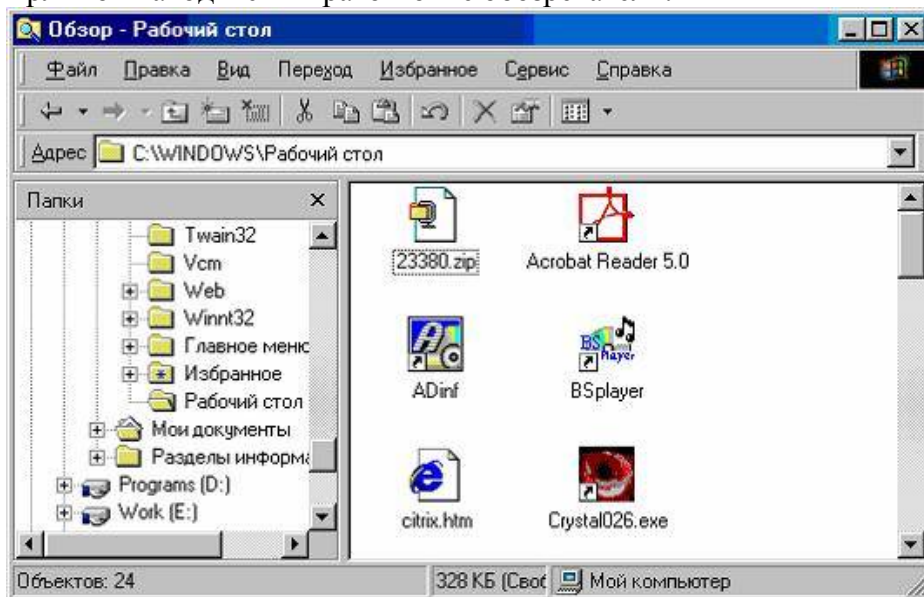 Обзор - Рабочий стол
Файл Правка Вид Переход Избранное Сервис Справка
Адрес C:\WINDOWS\Рабочий стол
Папки
Twain32
Vcm
Web
Winnt32
Главное меню
Избранное
Рабочий стол
Мои документы
Разделы информа
Programs (D:)
Work (E:)
23380.zip Acrobat Reader 5.0
ADinf BSplayer
citrix.htm Crystal026.exe
Объектов: 24 328 КБ (Своб Мой компьютер